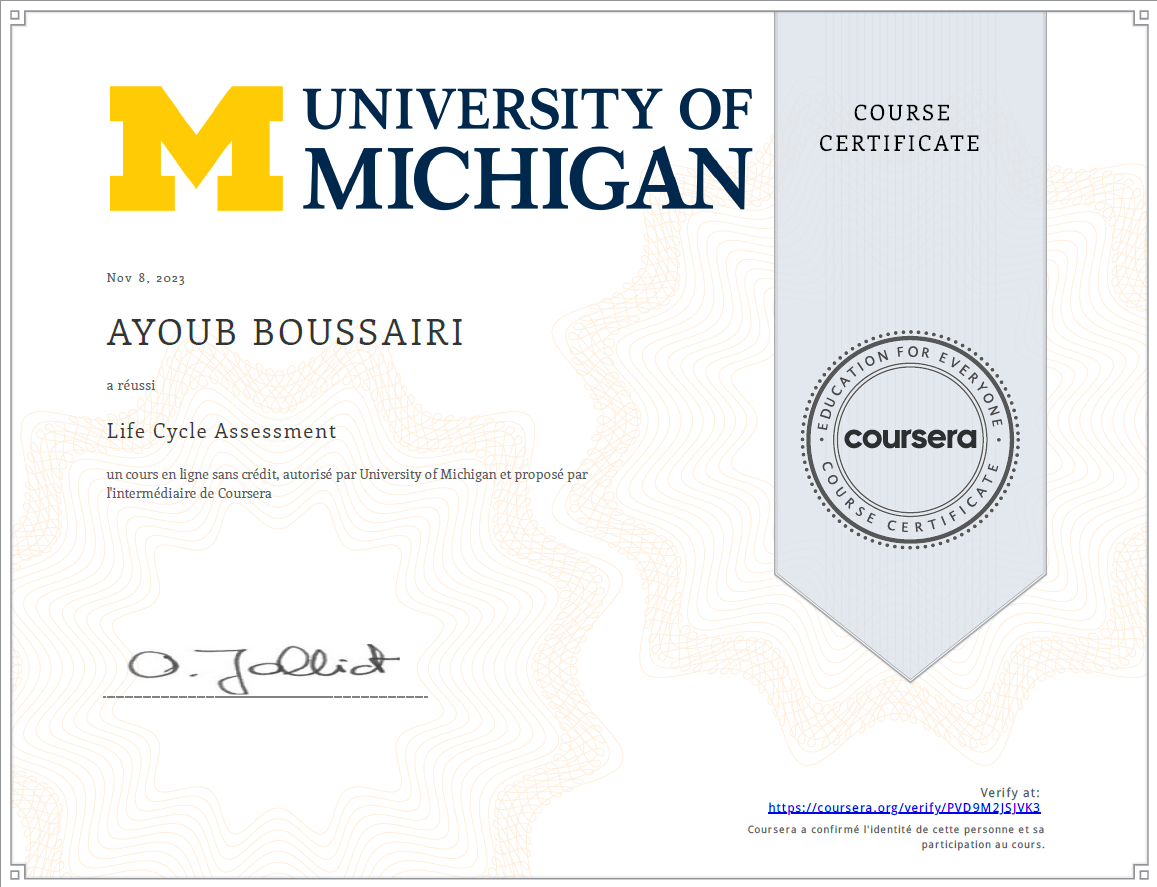 UNIVERSITY OF
MICHIGAN
COURSE
CERTIFICATE
Nov 8, 2023
AYOUB BOUSSAIRI
a réussi
Life Cycle Assessment
un cours en ligne sans crédit, autorisé par University of Michigan et proposé par
l'intermédiaire de Coursera
EDUCATION FOR EVERYONE
coursera
COURSE CERTIFICATE
O. Jolliet
Verify at:
https://coursera.org/verify/PVD9M2JSJVK3
Coursera a confirmé l'identité de cette personne et sa
participation au cours.